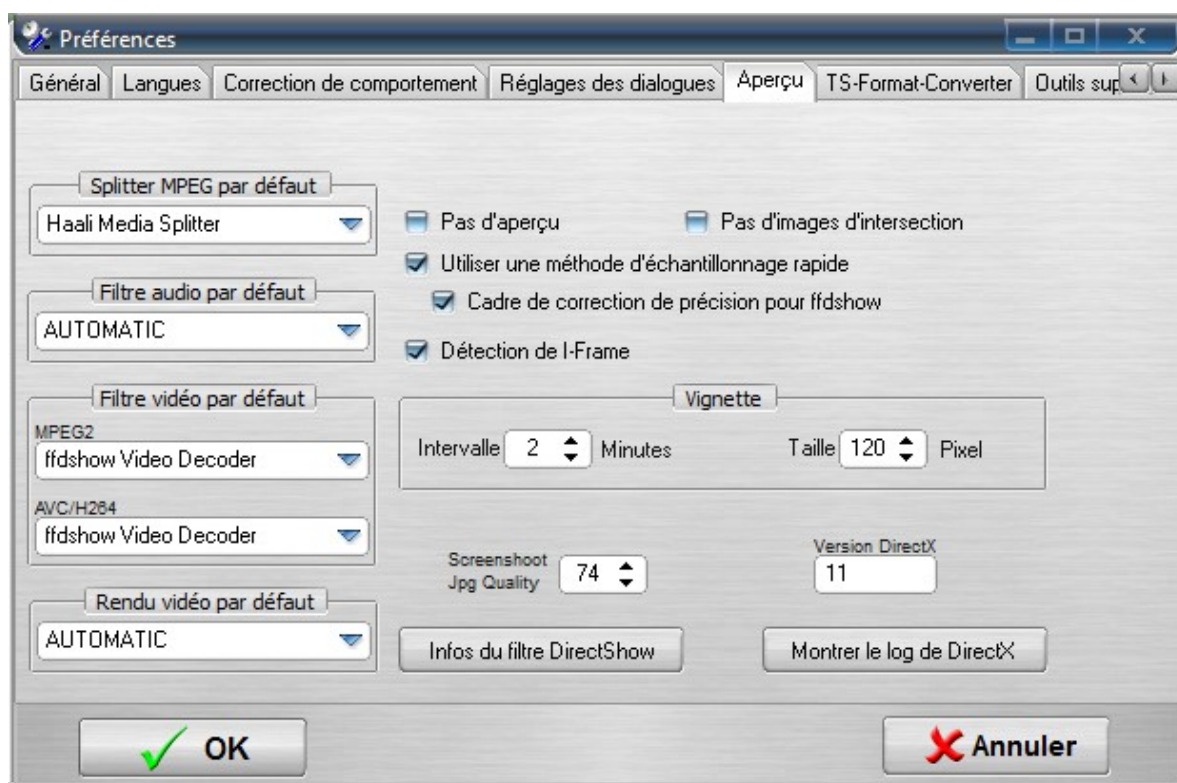 Préférences
Général Langues Correction de comportement Réglages des dialogues Aperçu TS-Format-Converter Outils sup
Splitter MPEG par défaut
Haali Media Splitter
Pas d'aperçu Pas d'images d'intersection
Utiliser une méthode d'échantillonnage rapide
Filtre audio par défaut
Cadre de correction de précision pour ffdshow
AUTOMATIC
Détection de I-Frame
Filtre vidéo par défaut
Vignette
MPEG2
ffdshow Video Decoder
Intervalle 2 Minutes Taille 120 Pixel
AVC/H264
ffdshow Video Decoder
Screenshoot
Jpg Quality 74
Version DirectX
11
Rendu vidéo par défaut
AUTOMATIC
Infos du filtre DirectShow Montrer le log de DirectX
OK Annuler